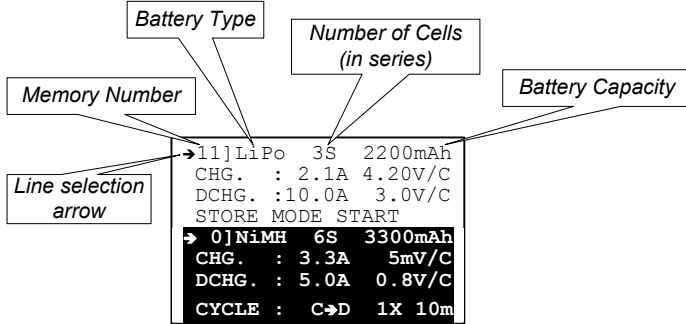 Battery Type
Number of Cells
(in series)
Battery Capacity
Memory Number
Line selection
arrow
➔11]LiPo 3S 2200mAh
CHG. : 2.1A 4.20V/C
DCHG. :10.0A 3.0V/C
STORE MODE START
➔ 0]NiMH 6S 3300mAh
CHG. : 3.3A 5mV/C
DCHG. : 5.0A 0.8V/C
CYCLE : C➔D 1X 10m